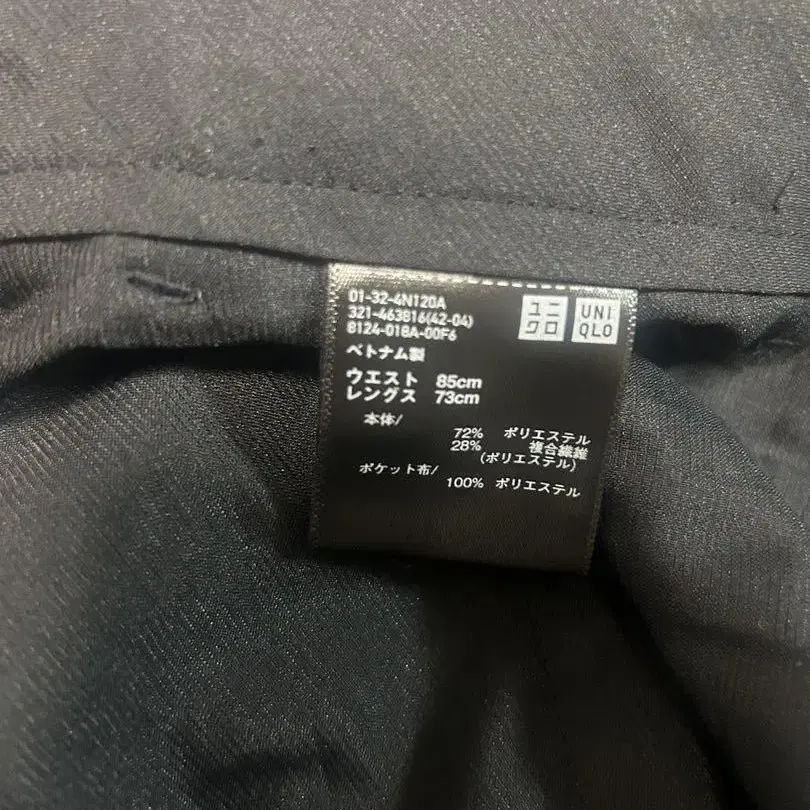 01-32-4N120A
321-463816(42-04)
8124-018A-00F6
ユニ
クロ
UNI
QLO
ベトナム製
ウエスト 85cm
レングス 73cm
本体/
72% ポリエステル
28% 複合繊維
(ポリエステル)
ポケット布/
100% ポリエステル